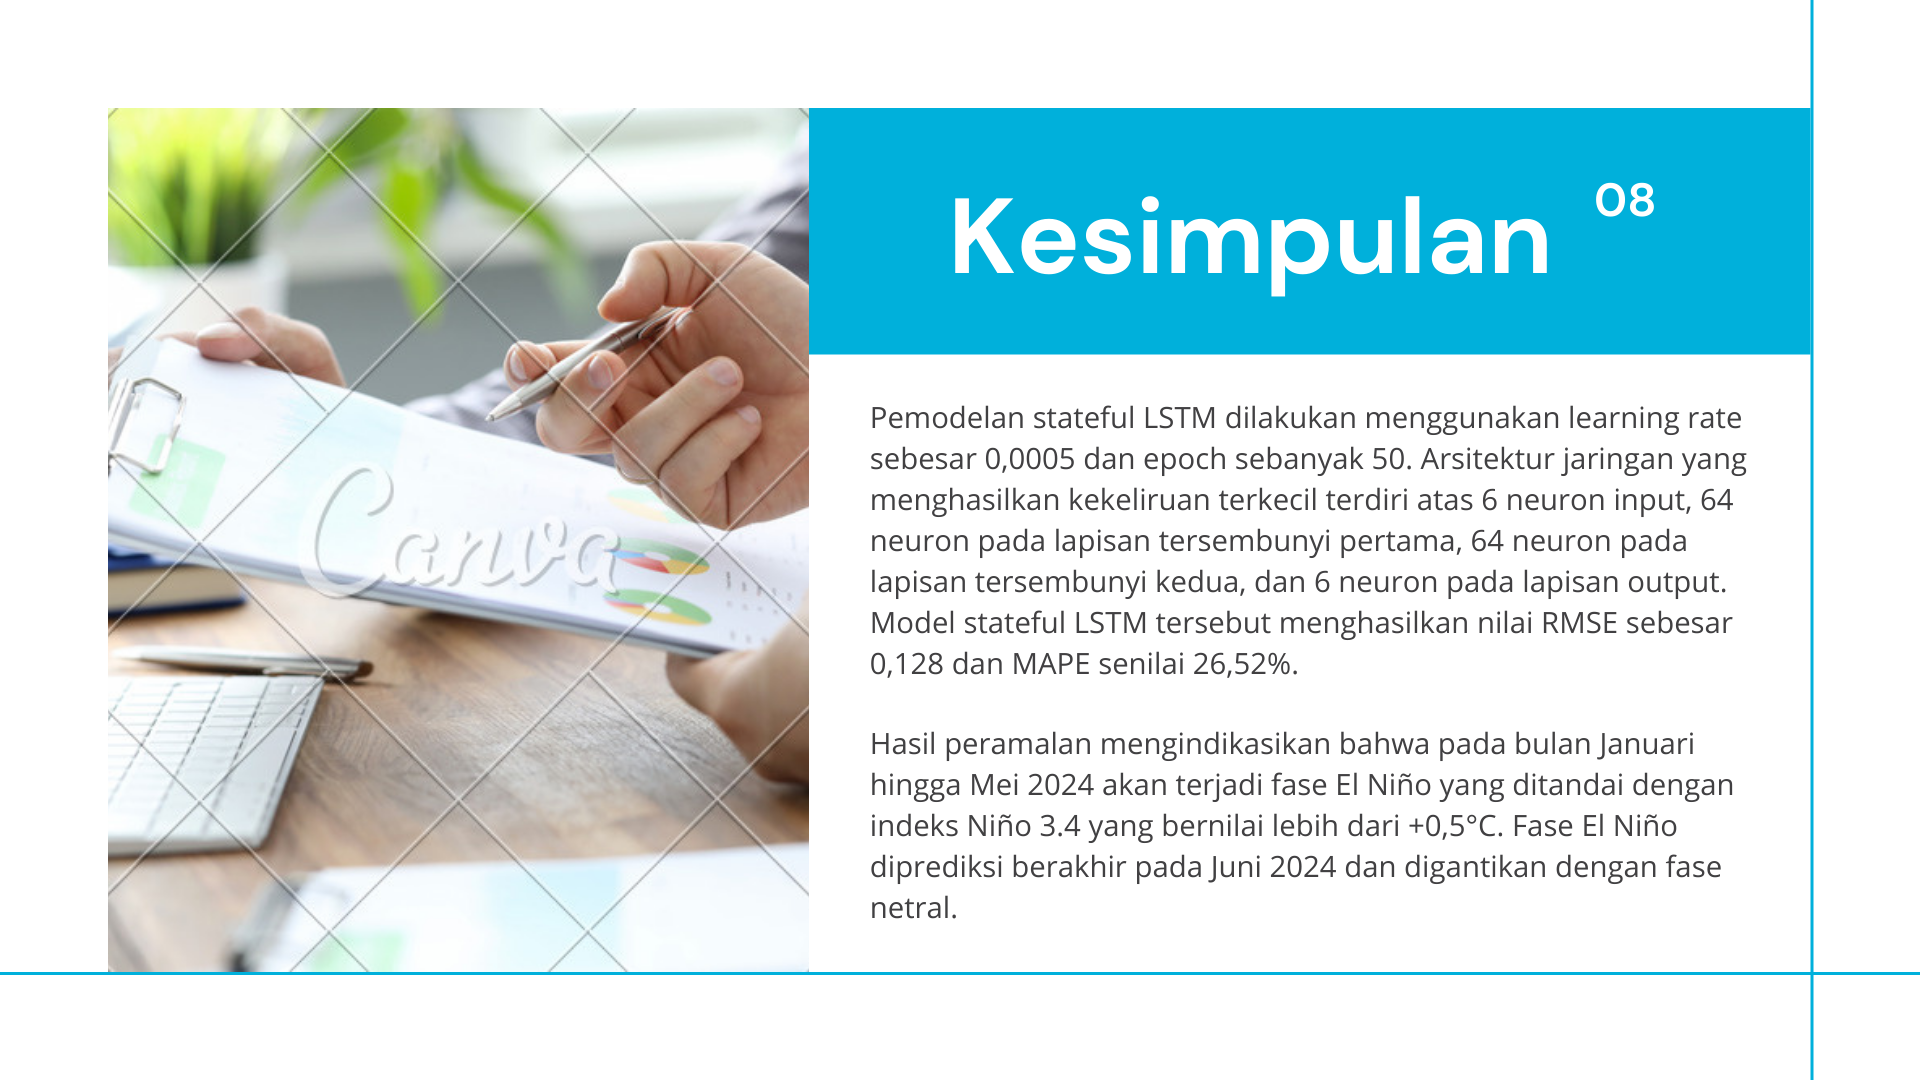 Kesimpulan 08
Pemodelan stateful LSTM dilakukan menggunakan learning rate
sebesar 0,0005 dan epoch sebanyak 50. Arsitektur jaringan yang
menghasilkan kekeliruan terkecil terdiri atas 6 neuron input, 64
neuron pada lapisan tersembunyi pertama, 64 neuron pada
lapisan tersembunyi kedua, dan 6 neuron pada lapisan output.
Model stateful LSTM tersebut menghasilkan nilai RMSE sebesar
0,128 dan MAPE senilai 26,52%.
Hasil peramalan mengindikasikan bahwa pada bulan Januari
hingga Mei 2024 akan terjadi fase El Niño yang ditandai dengan
indeks Niño 3.4 yang bernilai lebih dari +0,5°C. Fase El Niño
diprediksi berakhir pada Juni 2024 dan digantikan dengan fase
netral.
Canva